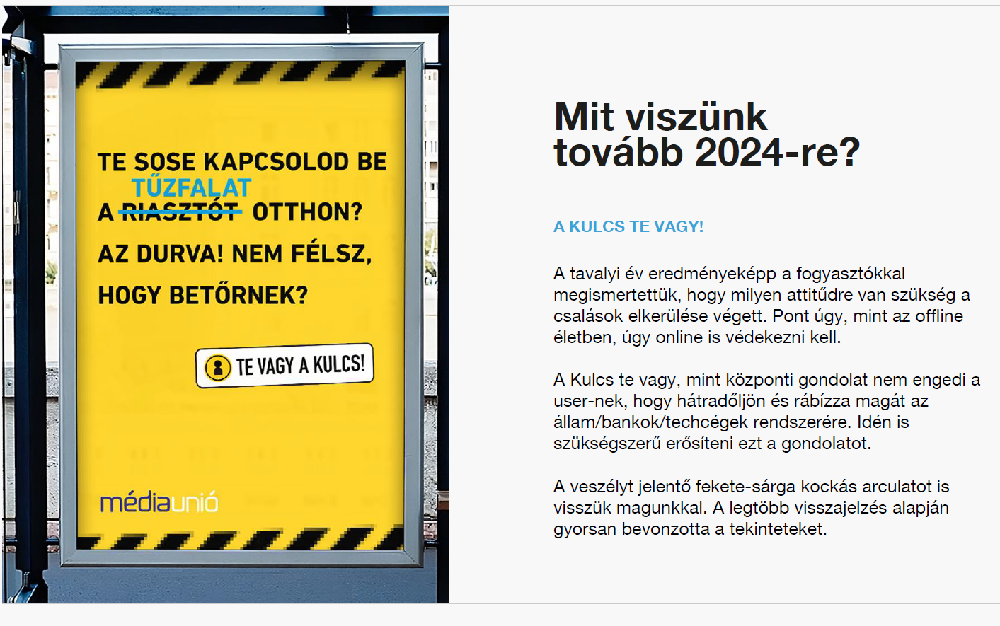 TE SOSE KAPCSOLOD BE
TŰZFALAT
A RIASZTÓT OTTHON?
AZ DURVA! NEM FÉLSZ,
HOGY BETŐRNEK?
TE VAGY A KULCS!
médiaunió
Mit viszünk
tovább 2024-re?
A KULCS TE VAGY!
A tavalyi év eredményeképp a fogyasztókkal
megismertettük, hogy milyen attitűdre van szükség a
csalások elkerülése végett. Pont úgy, mint az offline
életben, úgy online is védekezni kell.
A Kulcs te vagy, mint központi gondolat nem engedi a
user-nek, hogy hátradőljön és rábízza magát az
állam/bankok/techcégek rendszerére. Idén is
szükségszerű erősíteni ezt a gondolatot.
A veszélyt jelentő fekete-sárga kockás arculatot is
visszük magunkkal. A legtöbb visszajelzés alapján
gyorsan bevonzotta a tekinteteket.